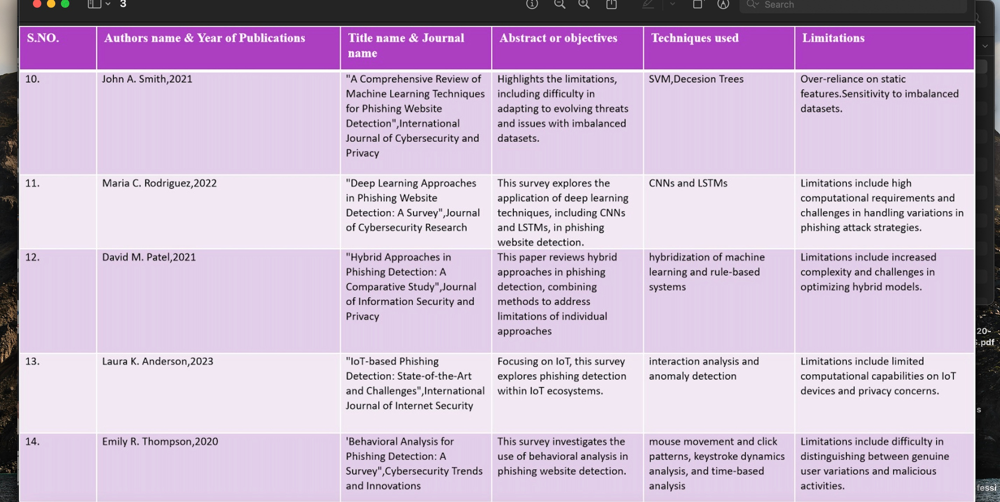 3
Search
S.NO.
Authors name & Year of Publications
Title name & Journal
name
Abstract or objectives
Techniques used
Limitations
10.
John A. Smith,2021
"A Comprehensive Review of
Machine Learning Techniques
for Phishing Website
Detection",International
Journal of Cybersecurity and
Privacy
Highlights the limitations,
including difficulty in
adapting to evolving threats
and issues with imbalanced
datasets.
SVM,Decesion Trees
Over-reliance on static
features.Sensitivity to imbalanced
datasets.
11.
Maria C. Rodriguez,2022
"Deep Learning Approaches
in Phishing Website
Detection: A Survey",Journal
of Cybersecurity Research
This survey explores the
application of deep learning
techniques, including CNNs
and LSTMs, in phishing
website detection.
CNNs and LSTMs
Limitations include high
computational requirements and
challenges in handling variations in
phishing attack strategies.
12.
David M. Patel,2021
"Hybrid Approaches in
Phishing Detection: A
Comparative Study",Journal
of Information Security and
Privacy
This paper reviews hybrid
approaches in phishing
detection, combining
methods to address
limitations of individual
approaches
hybridization of machine
learning and rule-based
systems
Limitations include increased
complexity and challenges in
optimizing hybrid models.
13.
Laura K. Anderson,2023
"IoT-based Phishing
Detection: State-of-the-Art
and Challenges",International
Journal of Internet Security
Focusing on IoT, this survey
explores phishing detection
within IoT ecosystems.
interaction analysis and
anomaly detection
Limitations include limited
computational capabilities on IoT
devices and privacy concerns.
14.
Emily R. Thompson,2020
'Behavioral Analysis for
Phishing Detection: A
Survey",Cybersecurity Trends
and Innovations
This survey investigates the
use of behavioral analysis in
phishing website detection.
mouse movement and click
patterns, keystroke dynamics
analysis, and time-based
analysis
Limitations include difficulty in
distinguishing between genuine
user variations and malicious
activities.
20-
.pdf
s
fessi